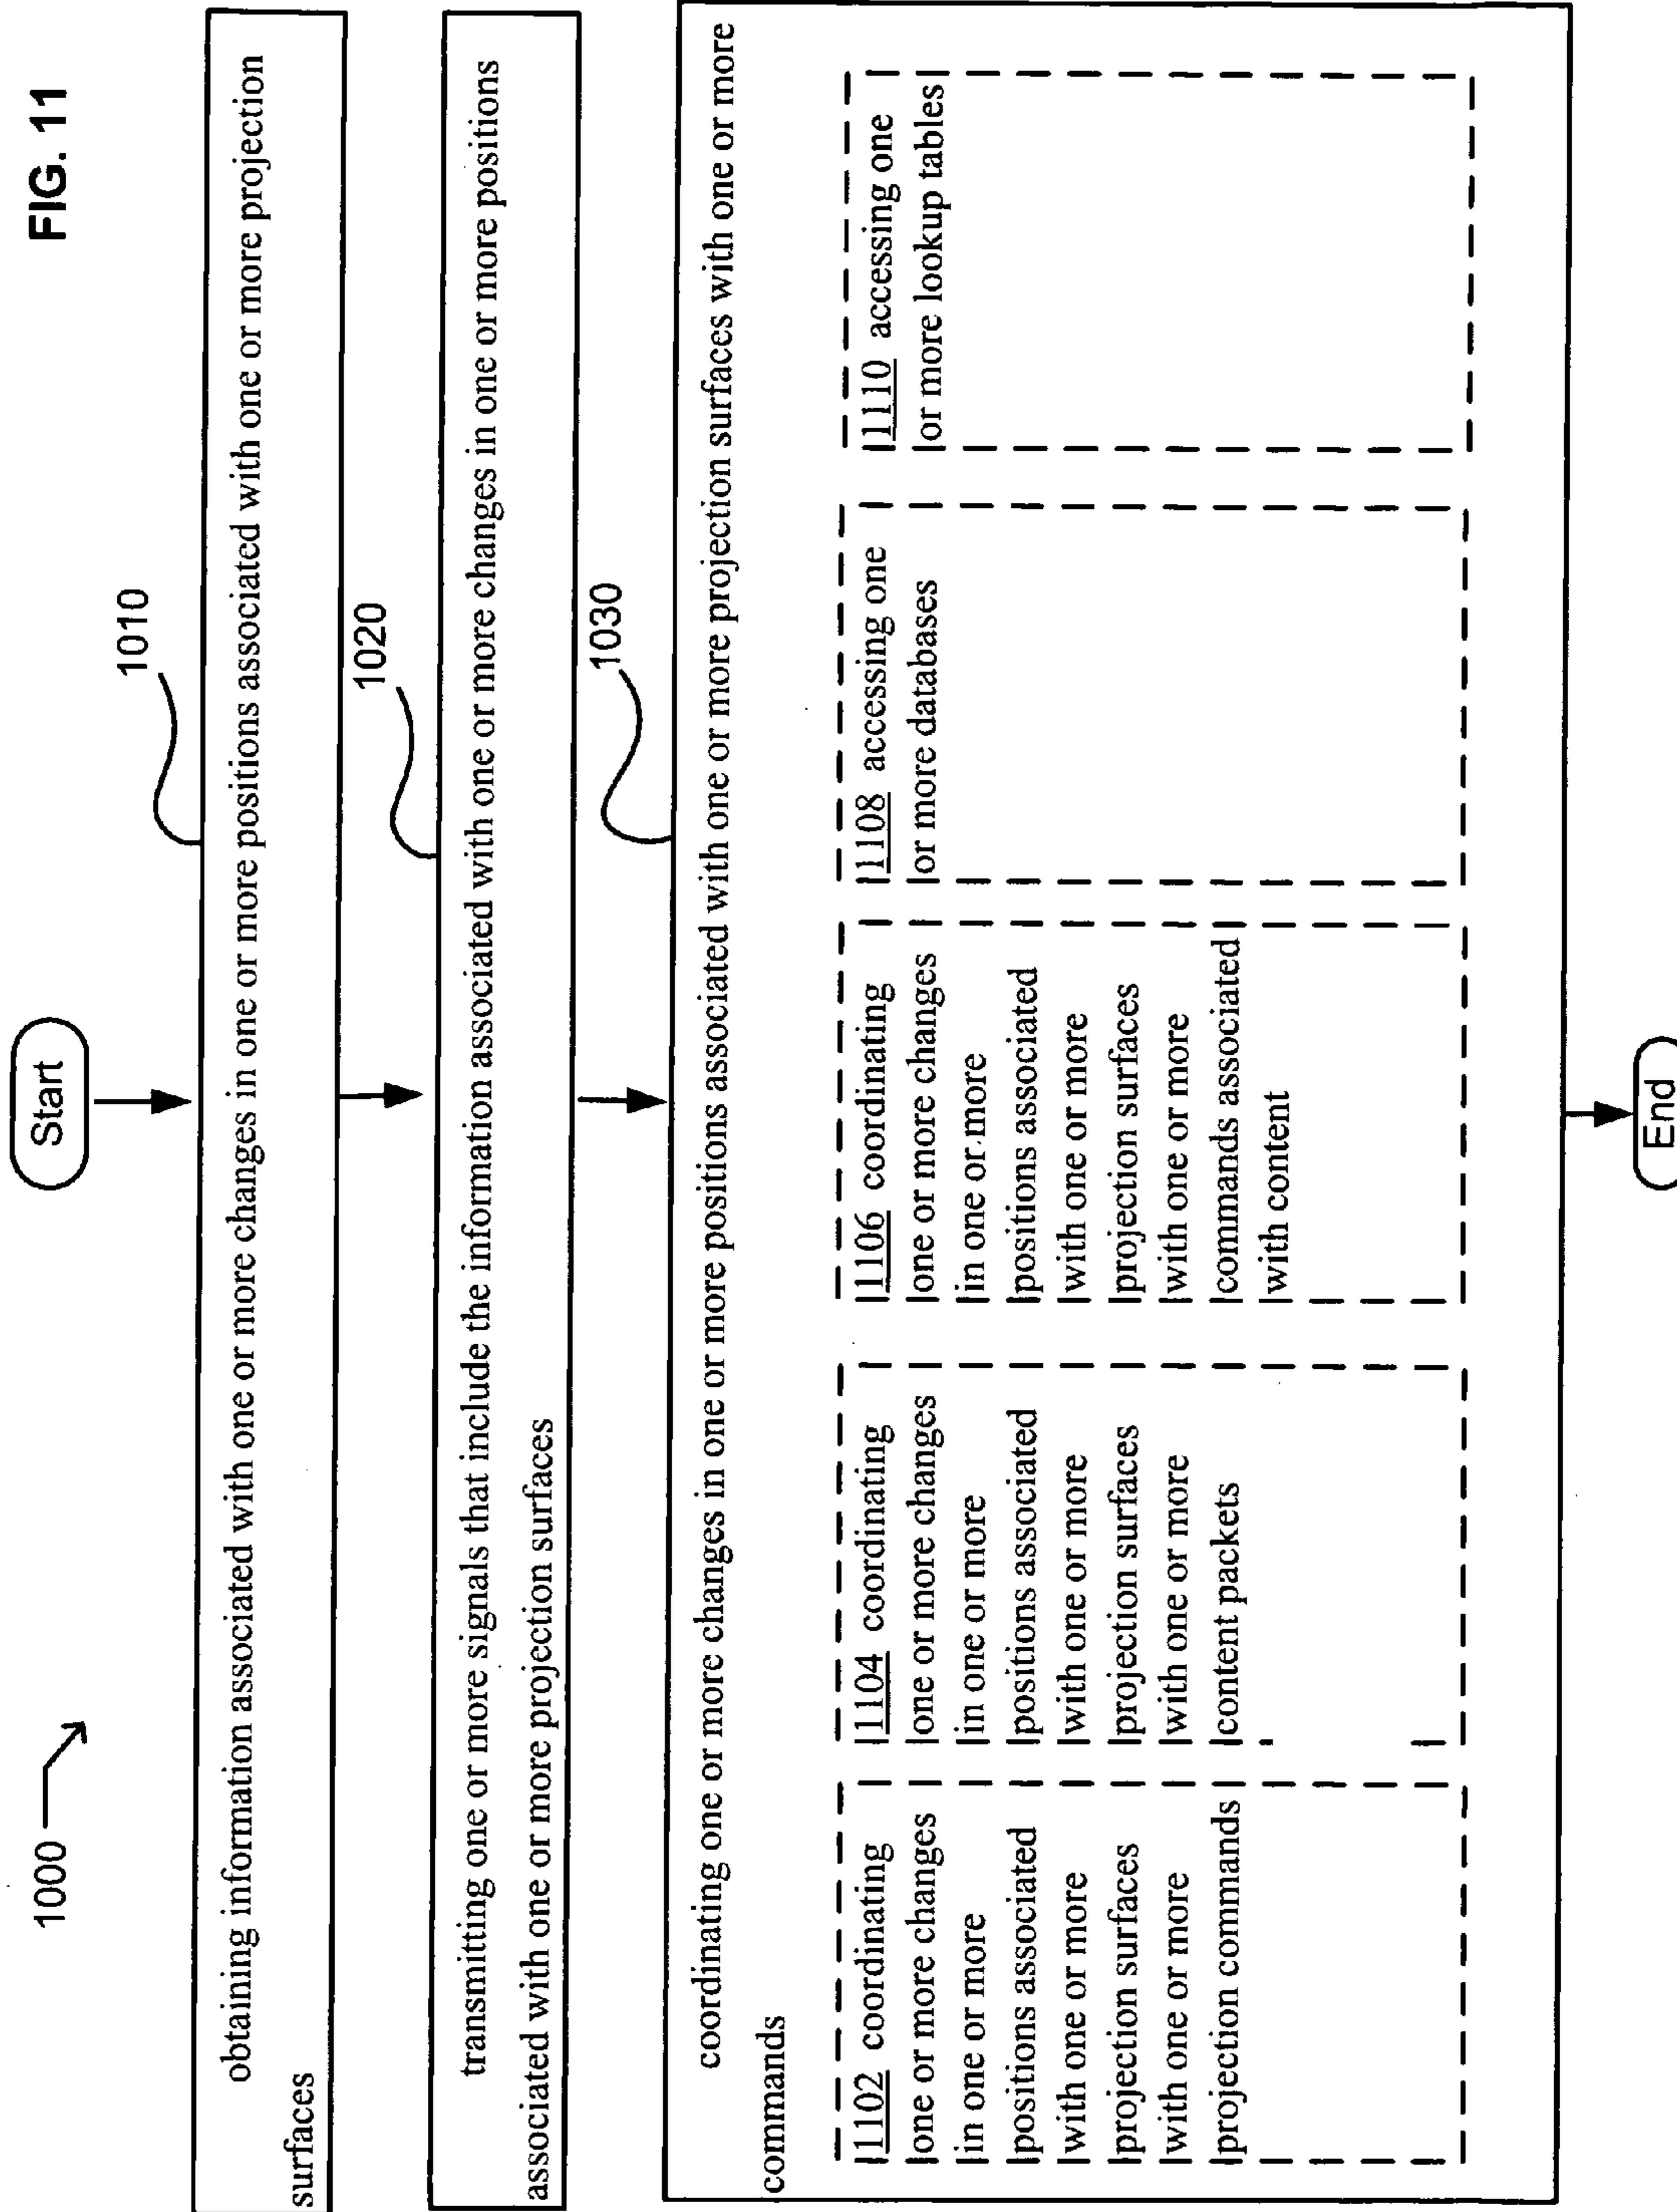 FIG. 11
1000
Start
1010
obtaining information associated with one or more changes in one or more positions associated with one or more projection
surfaces
1020
transmitting one or more signals that include the information associated with one or more changes in one or more positions
associated with one or more projection surfaces
1030
coordinating one or more changes in one or more positions associated with one or more projection surfaces with one or more
commands
1102 coordinating
one or more changes
in one or more
positions associated
with one or more
projection surfaces
with one or more
projection commands
1104 coordinating
one or more changes
in one or more
positions associated
with one or more
projection surfaces
with one or more
content packets
1106 coordinating
one or more changes
in one or more
positions associated
with one or more
projection surfaces
with one or more
commands associated
with content
1108 accessing one
or more databases
1110 accessing one
or more lookup tables
End